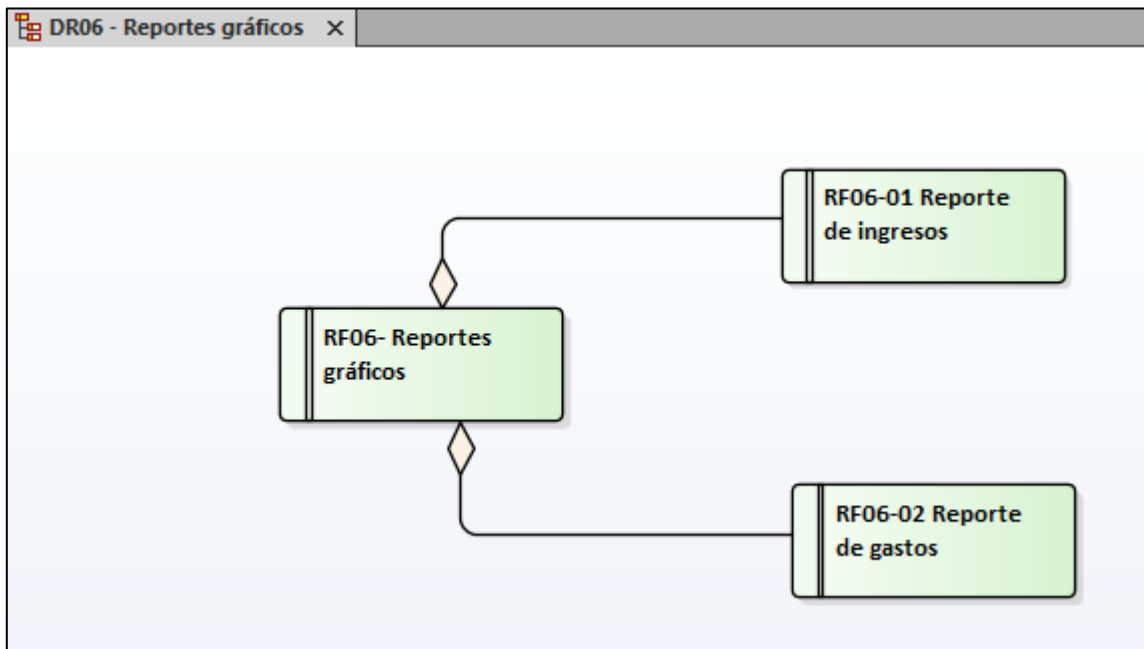 DR06 - Reportes gráficos
RF06-01 Reporte
de ingresos
RF06- Reportes
gráficos
RF06-02 Reporte
de gastos